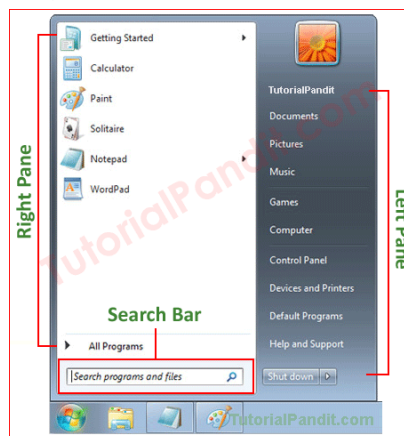 Getting Started
Calculator
Paint
Solitaire
Notepad
WordPad
All Programs
Search programs and files
TutorialPandit
Documents
Pictures
Music
Games
Computer
Control Panel
Devices and Printers
Default Programs
Help and Support
Shut down
Right Pane
Left Pane
Search Bar
TutorialPandit.com
TutorialPandit.com